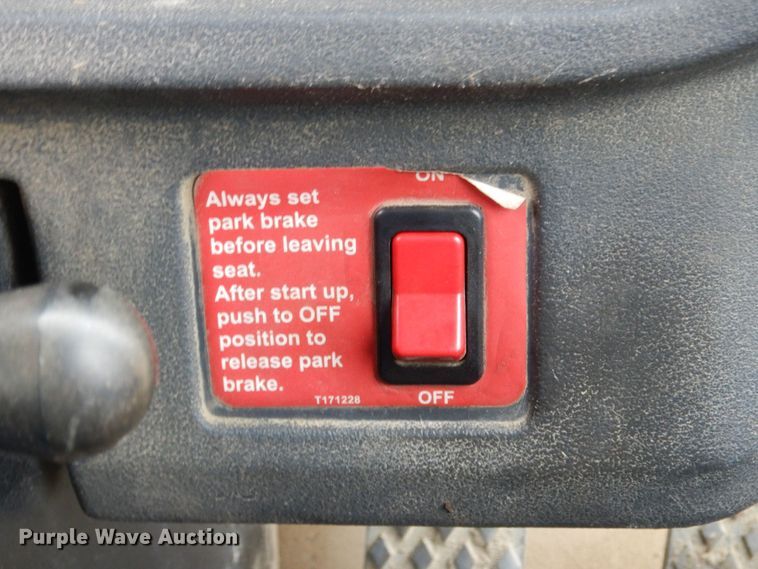 ON
Always set
park brake
before leaving
seat.
After start up,
push to OFF
position to
release park
brake.
T171228
OFF
Purple Wave Auction